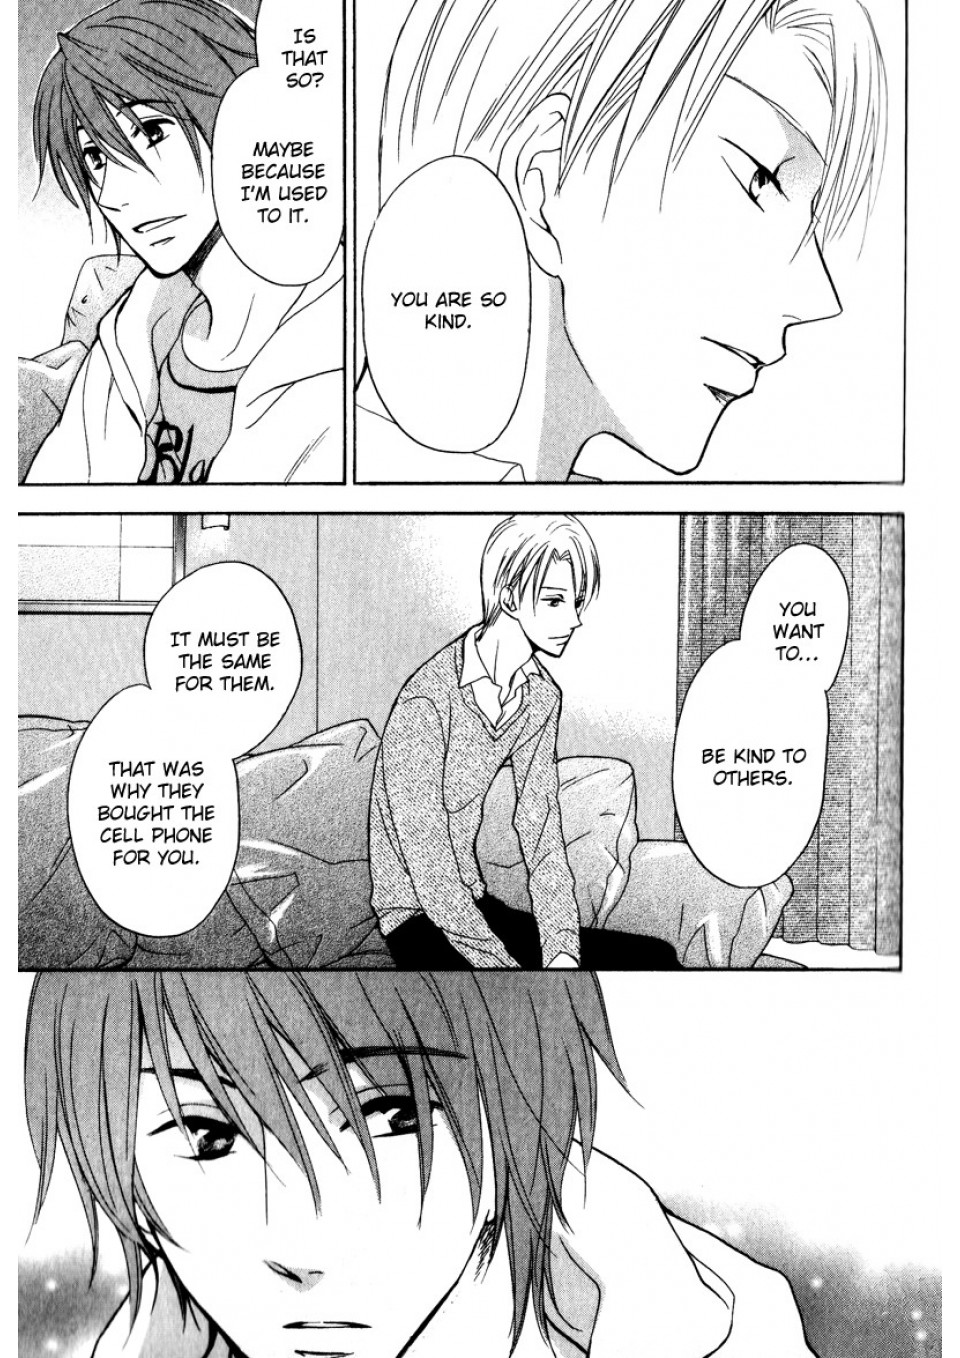 YOU ARE SO
KIND.
IS
THAT
SO?
MAYBE
BECAUSE
I'M USED
TO IT.
Bla
YOU
WANT
TO...
BE KIND TO
OTHERS.
IT MUST BE
THE SAME
FOR THEM.
THAT WAS
WHY THEY
BOUGHT THE
CELL PHONE
FOR YOU.